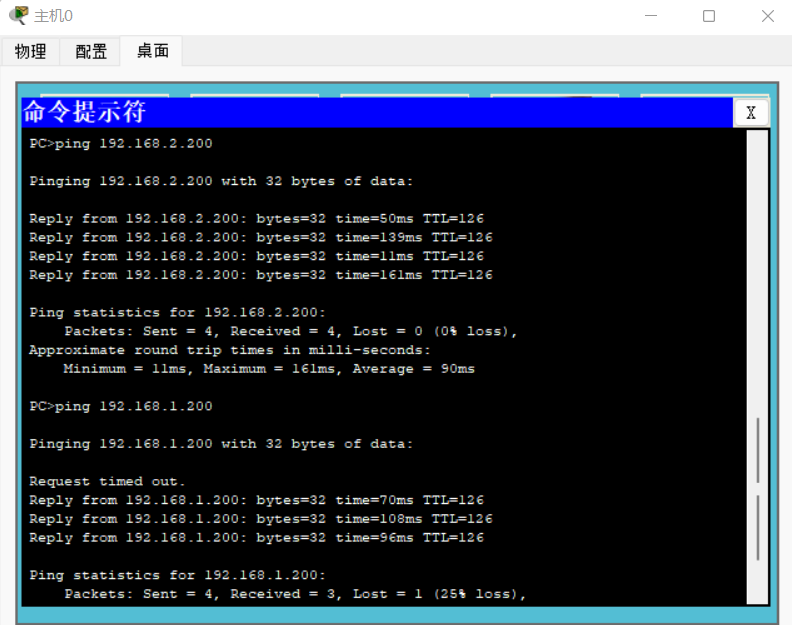 主机0
物理 配置 桌面
命令提示符 X
PC>ping 192.168.2.200
Pinging 192.168.2.200 with 32 bytes of data:
Reply from 192.168.2.200: bytes=32 time=50ms TTL=126
Reply from 192.168.2.200: bytes=32 time=139ms TTL=126
Reply from 192.168.2.200: bytes=32 time=11ms TTL=126
Reply from 192.168.2.200: bytes=32 time=161ms TTL=126
Ping statistics for 192.168.2.200:
Packets: Sent = 4, Received = 4, Lost = 0 (0% loss),
Approximate round trip times in milli-seconds:
Minimum = 11ms, Maximum = 161ms, Average = 90ms
PC>ping 192.168.1.200
Pinging 192.168.1.200 with 32 bytes of data:
Request timed out.
Reply from 192.168.1.200: bytes=32 time=70ms TTL=126
Reply from 192.168.1.200: bytes=32 time=108ms TTL=126
Reply from 192.168.1.200: bytes=32 time=96ms TTL=126
Ping statistics for 192.168.1.200:
Packets: Sent = 4, Received = 3, Lost = 1 (25% loss),